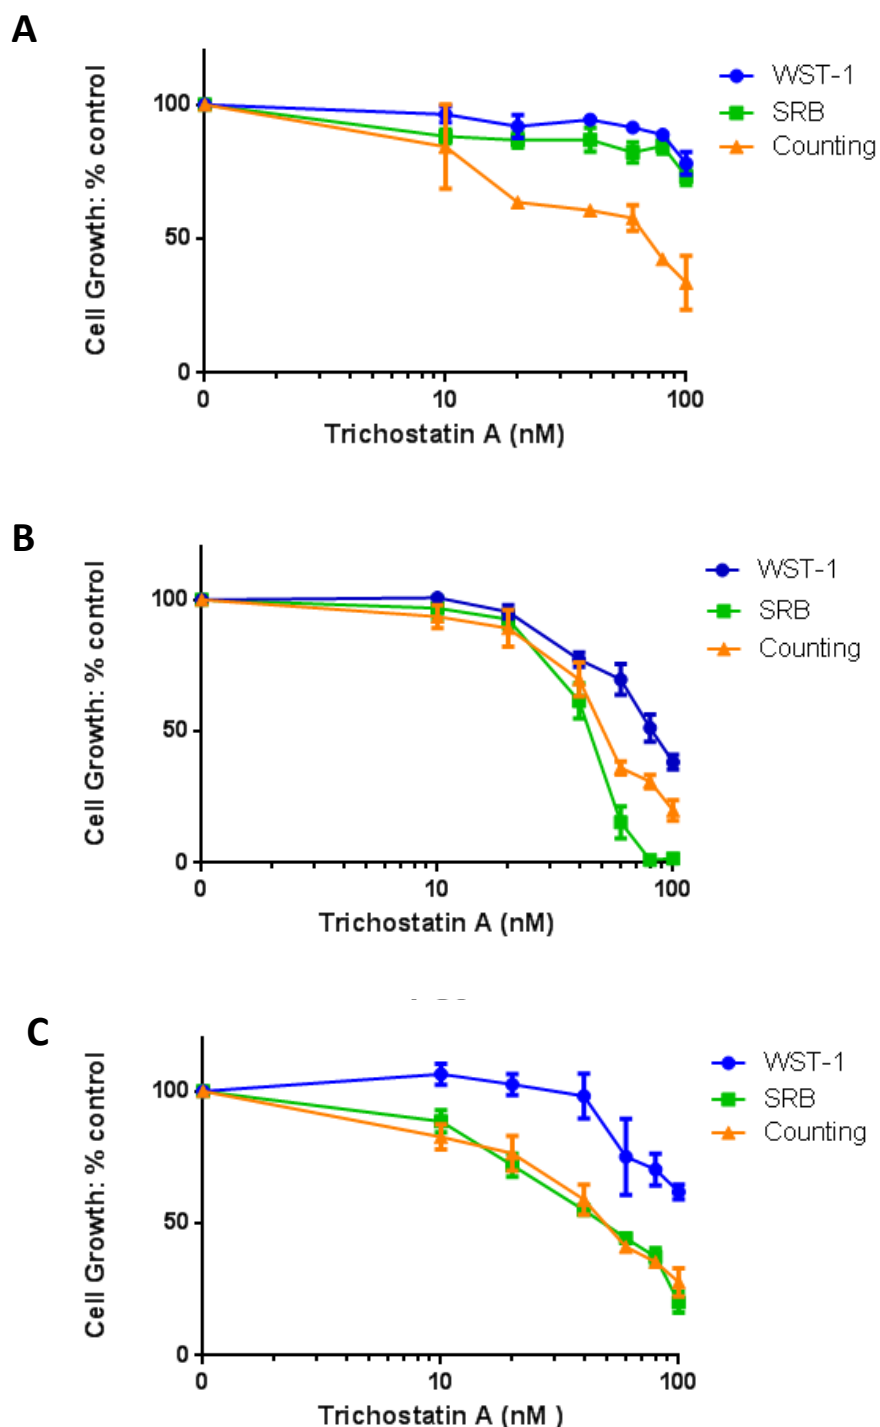 A
Cell Growth: % control
100
50
0
0 10 100
Trichostatin A (nM)
WST-1
SRB
Counting
B
Cell Growth: % control
100
50
0
0 10 100
Trichostatin A (nM)
WST-1
SRB
Counting
C
Cell Growth: % control
100
50
0
0 10 100
Trichostatin A (nM )
WST-1
SRB
Counting